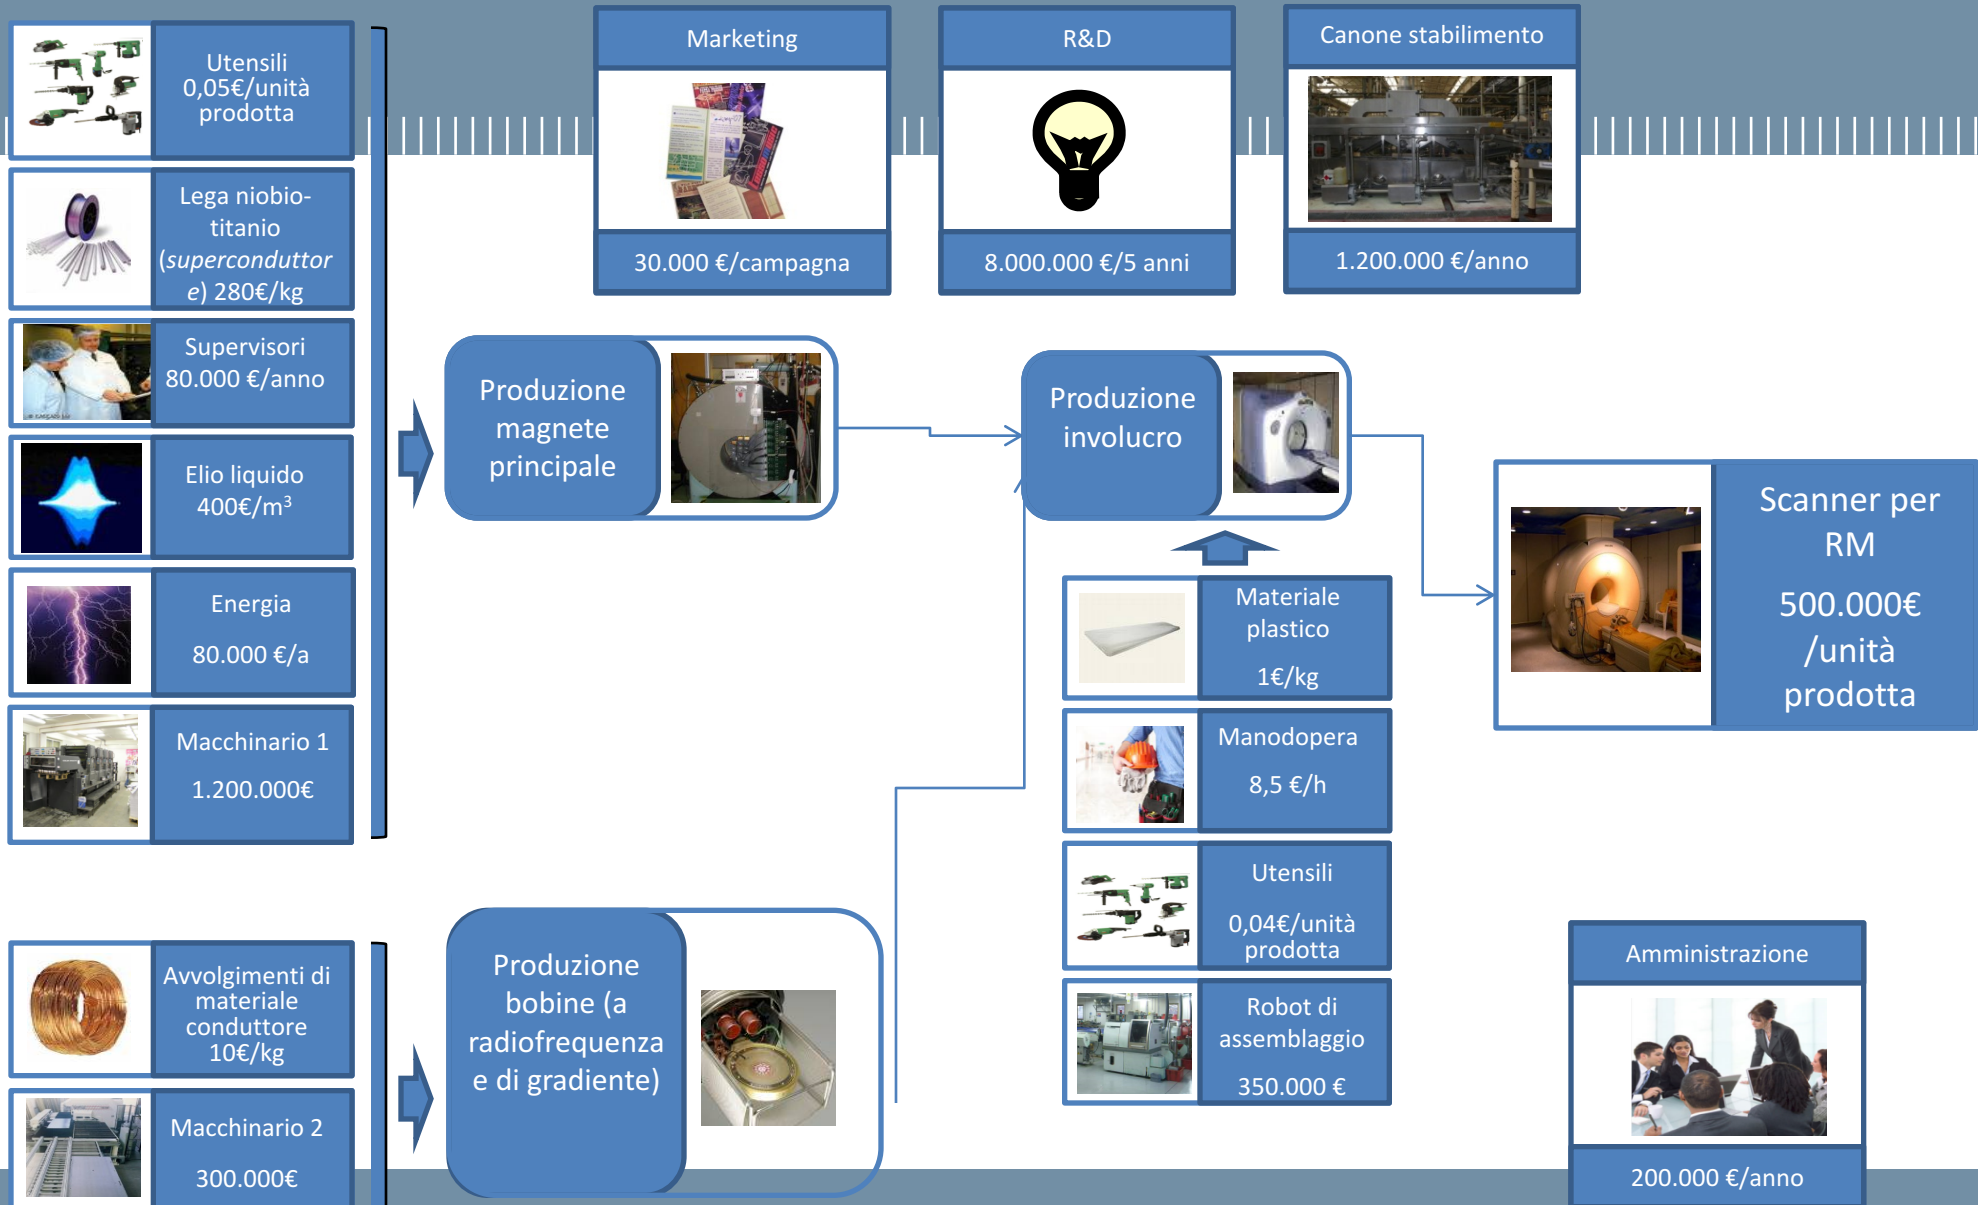 Utensili
0,05€/unità
prodotta
Lega niobio-
titanio
(superconduttor
e) 280€/kg
Supervisori
80.000 €/anno
Elio liquido
400€/m³
Energia
80.000 €/a
Macchinario 1
1.200.000€
Marketing
30.000 €/campagna
R&D
8.000.000 €/5 anni
Canone stabilimento
1.200.000 €/anno
Produzione
magnete
principale
Produzione
involucro
Scanner per
RM
500.000€
/unità
prodotta
Materiale
plastico
1€/kg
Manodopera
8,5 €/h
Utensili
0,04€/unità
prodotta
Robot di
assemblaggio
350.000 €
Avvolgimenti di
materiale
conduttore
10€/kg
Macchinario 2
300.000€
Produzione
bobine (a
radiofrequenza
e di gradiente)
Amministrazione
200.000 €/anno